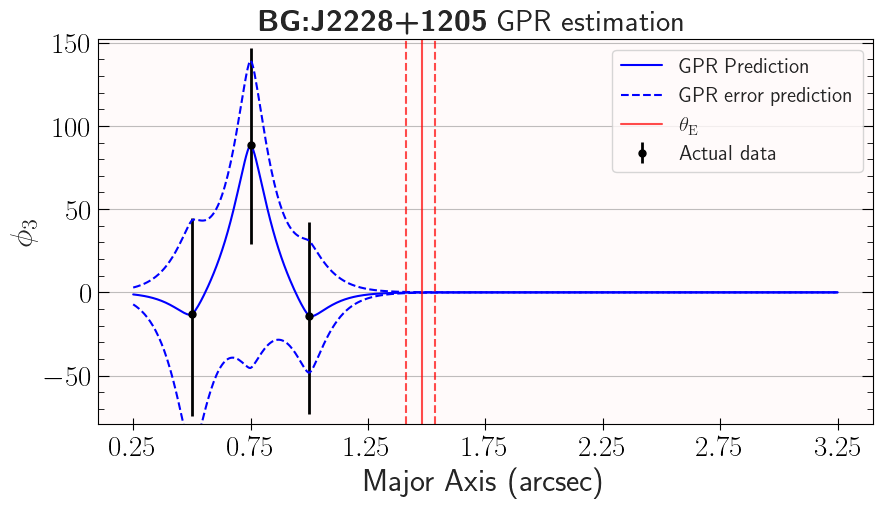 BG:J2228+1205 GPR estimation
150
100
50
0
−50
ϕ3
GPR Prediction
GPR error prediction
θE
Actual data
0.25 0.75 1.25 1.75 2.25 2.75 3.25
Major Axis (arcsec)